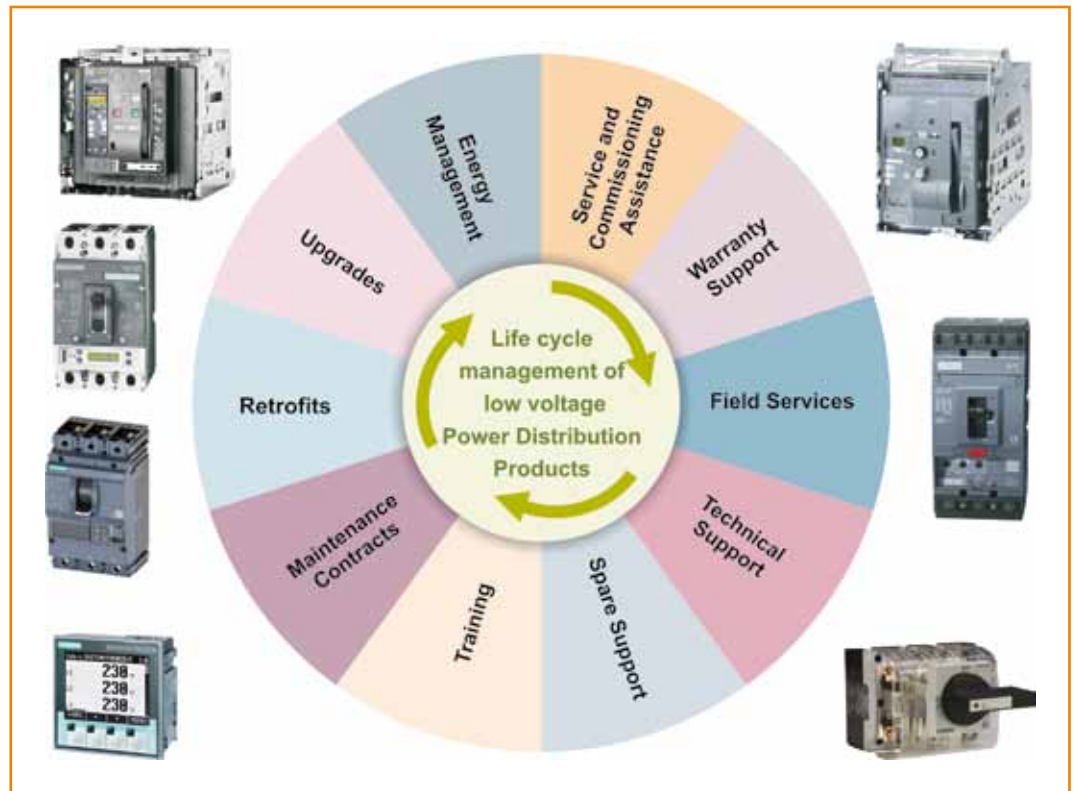 Energy
Management
Service and
Commissioning
Assistance
Warranty
Support
Field Services
Technical
Support
Spare Support
Training
Maintenance
Contracts
Retrofits
Upgrades
Life cycle
management of
low voltage
Power Distribution
Products
SIEMENS
238
238
238